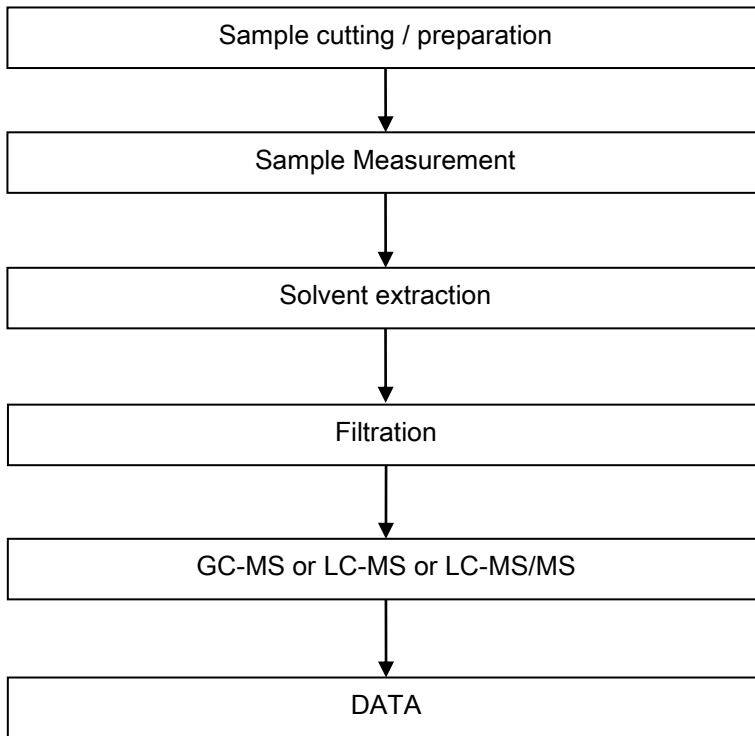 Sample cutting / preparation
Sample Measurement
Solvent extraction
Filtration
GC-MS or LC-MS or LC-MS/MS
DATA